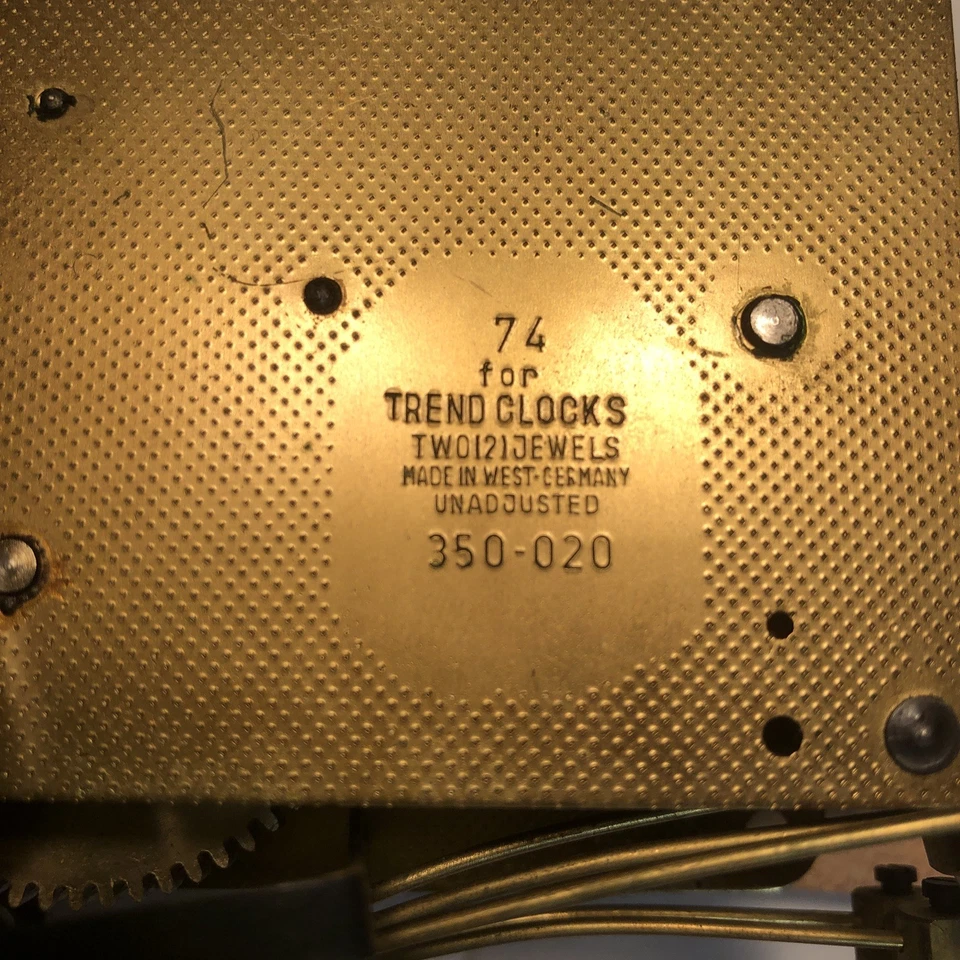 74
for
TREND CLOCKS
TWO(2)JEWELS
MADE IN WEST-GERMANY
UNADJUSTED
350-020